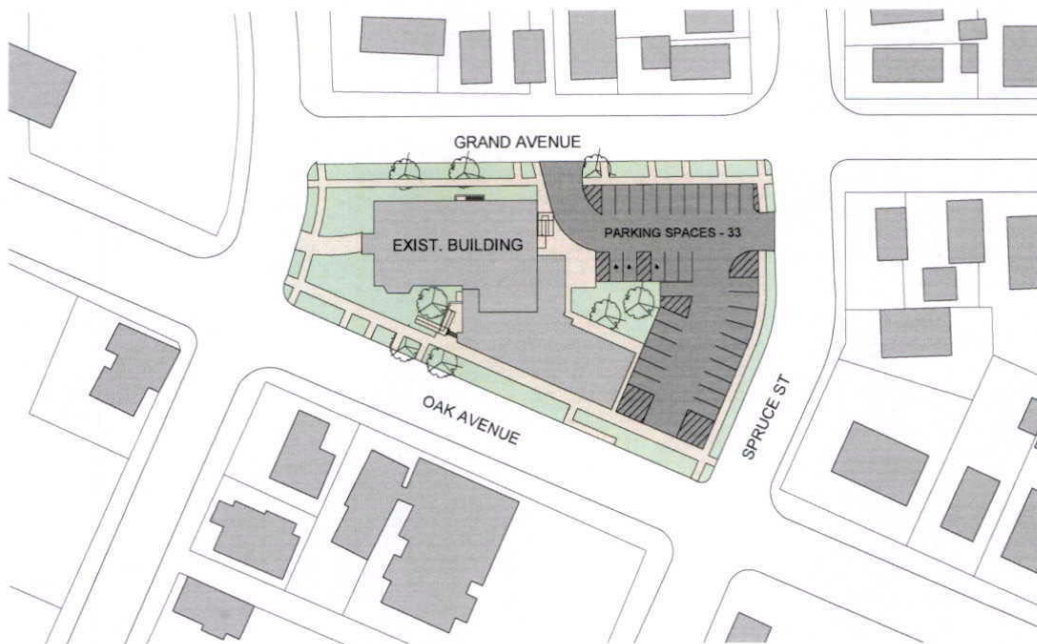 GRAND AVENUE
EXIST. BUILDING
PARKING SPACES - 33
OAK AVENUE
SPRUCE ST